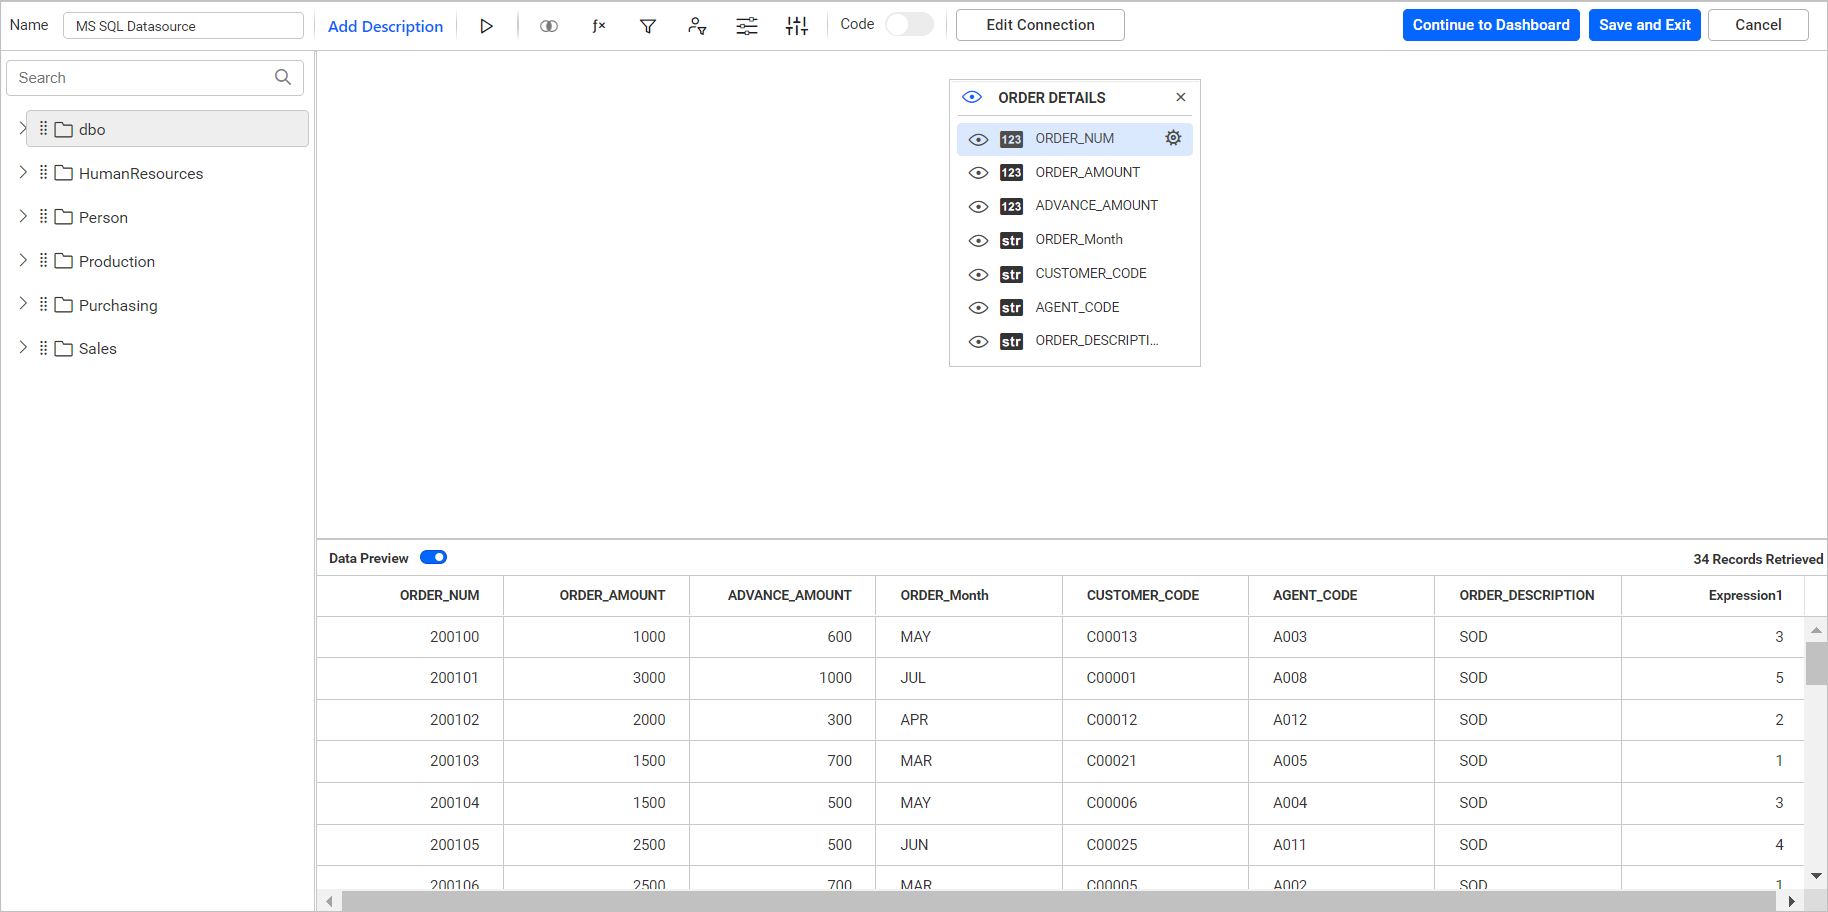 Name MS SQL Datasource Add Description Code Edit Connection Continue to Dashboard Save and Exit Cancel
Search
dbo
HumanResources
Person
Production
Purchasing
Sales
ORDER DETAILS
123 ORDER_NUM
123 ORDER_AMOUNT
123 ADVANCE_AMOUNT
str ORDER_Month
str CUSTOMER_CODE
str AGENT_CODE
str ORDER_DESCRIPTI...
Data Preview 34 Records Retrieved
ORDER_NUM ORDER_AMOUNT ADVANCE_AMOUNT ORDER_Month CUSTOMER_CODE AGENT_CODE ORDER_DESCRIPTION Expression1
200100 1000 600 MAY C00013 A003 SOD 3
200101 3000 1000 JUL C00001 A008 SOD 5
200102 2000 300 APR C00012 A012 SOD 2
200103 1500 700 MAR C00021 A005 SOD 1
200104 1500 500 MAY C00006 A004 SOD 3
200105 2500 500 JUN C00025 A011 SOD 4
200106 2500 700 MAR C00005 A002 SOD 1